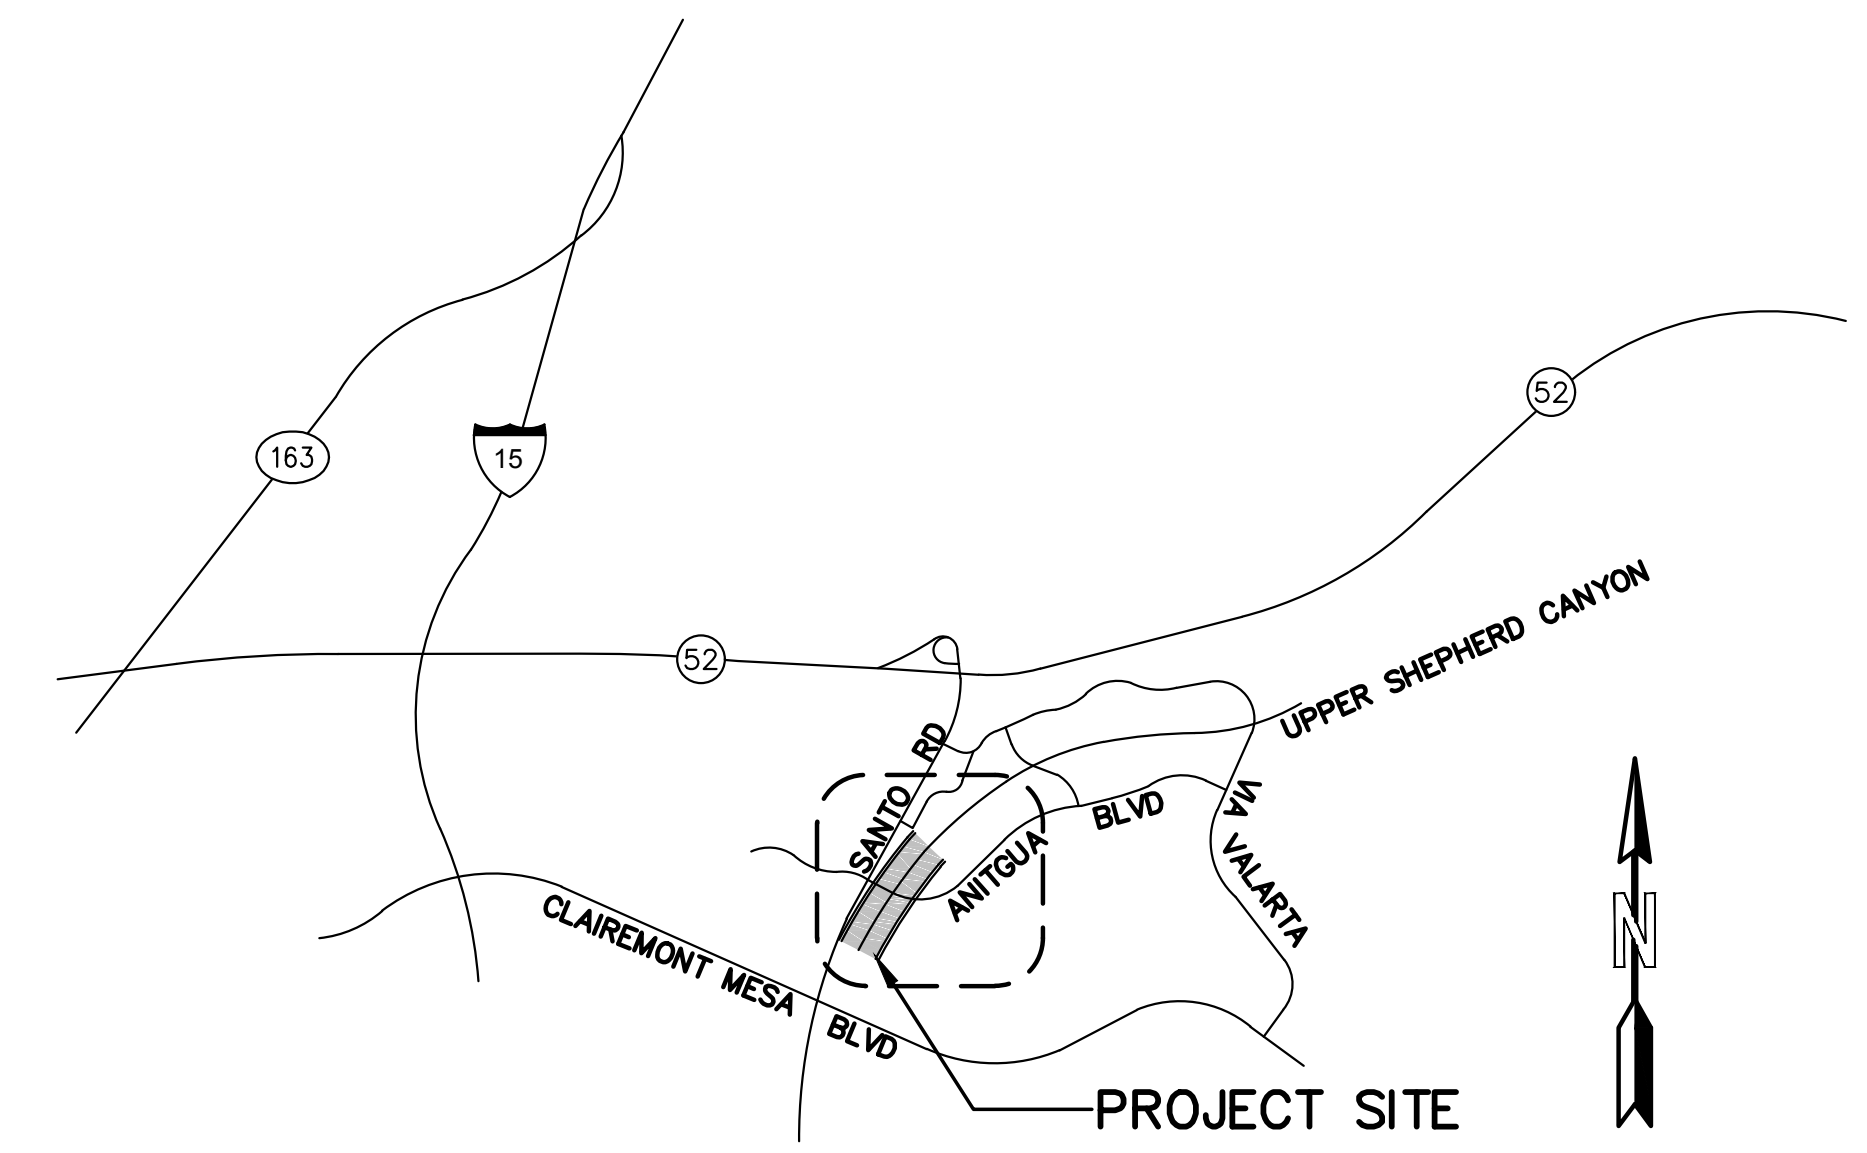 52
163
15
UPPER SHEPHERD CANYON
52
SANTO RD
VIA VALARTA
ANITGUA BLVD
CLAIREMONT MESA BLVD
N
PROJECT SITE